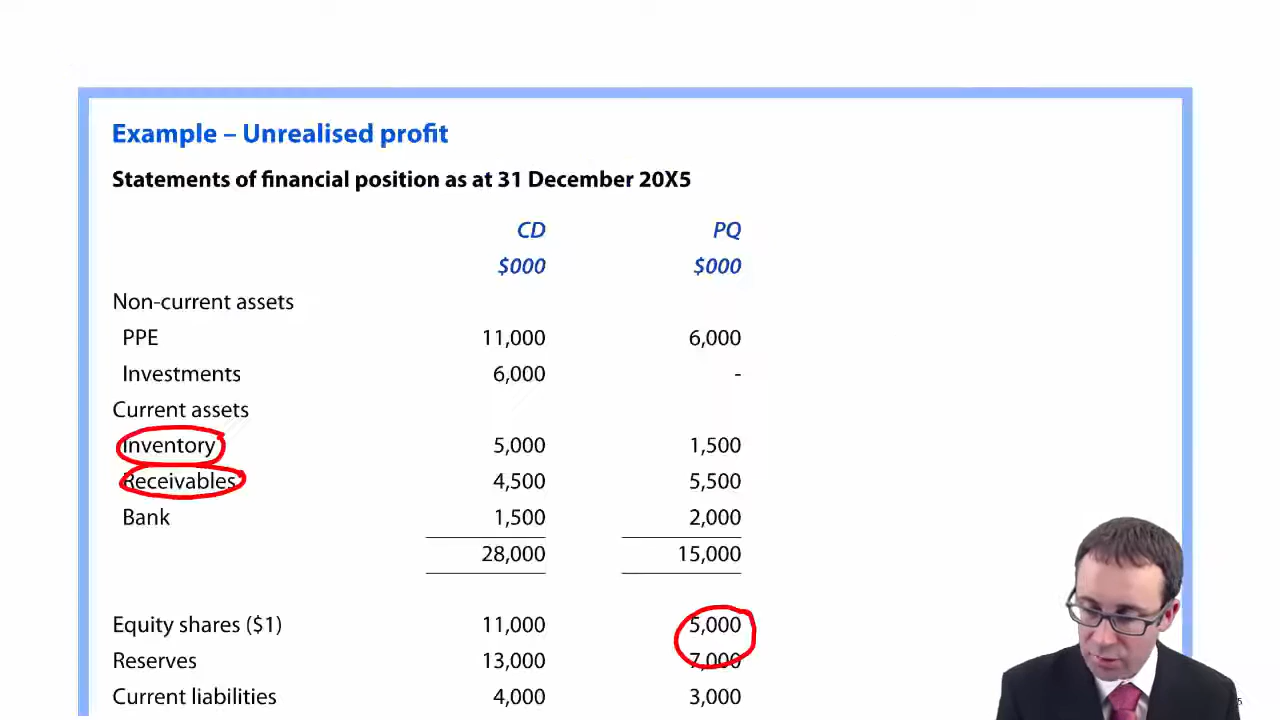 Example – Unrealised profit
Statements of financial position as at 31 December 20X5
CD PQ
$000 $000
Non-current assets
PPE 11,000 6,000
Investments 6,000 -
Current assets
Inventory 5,000 1,500
Receivables 4,500 5,500
Bank 1,500 2,000
28,000 15,000
Equity shares ($1) 11,000 5,000
Reserves 13,000 7,000
Current liabilities 4,000 3,000